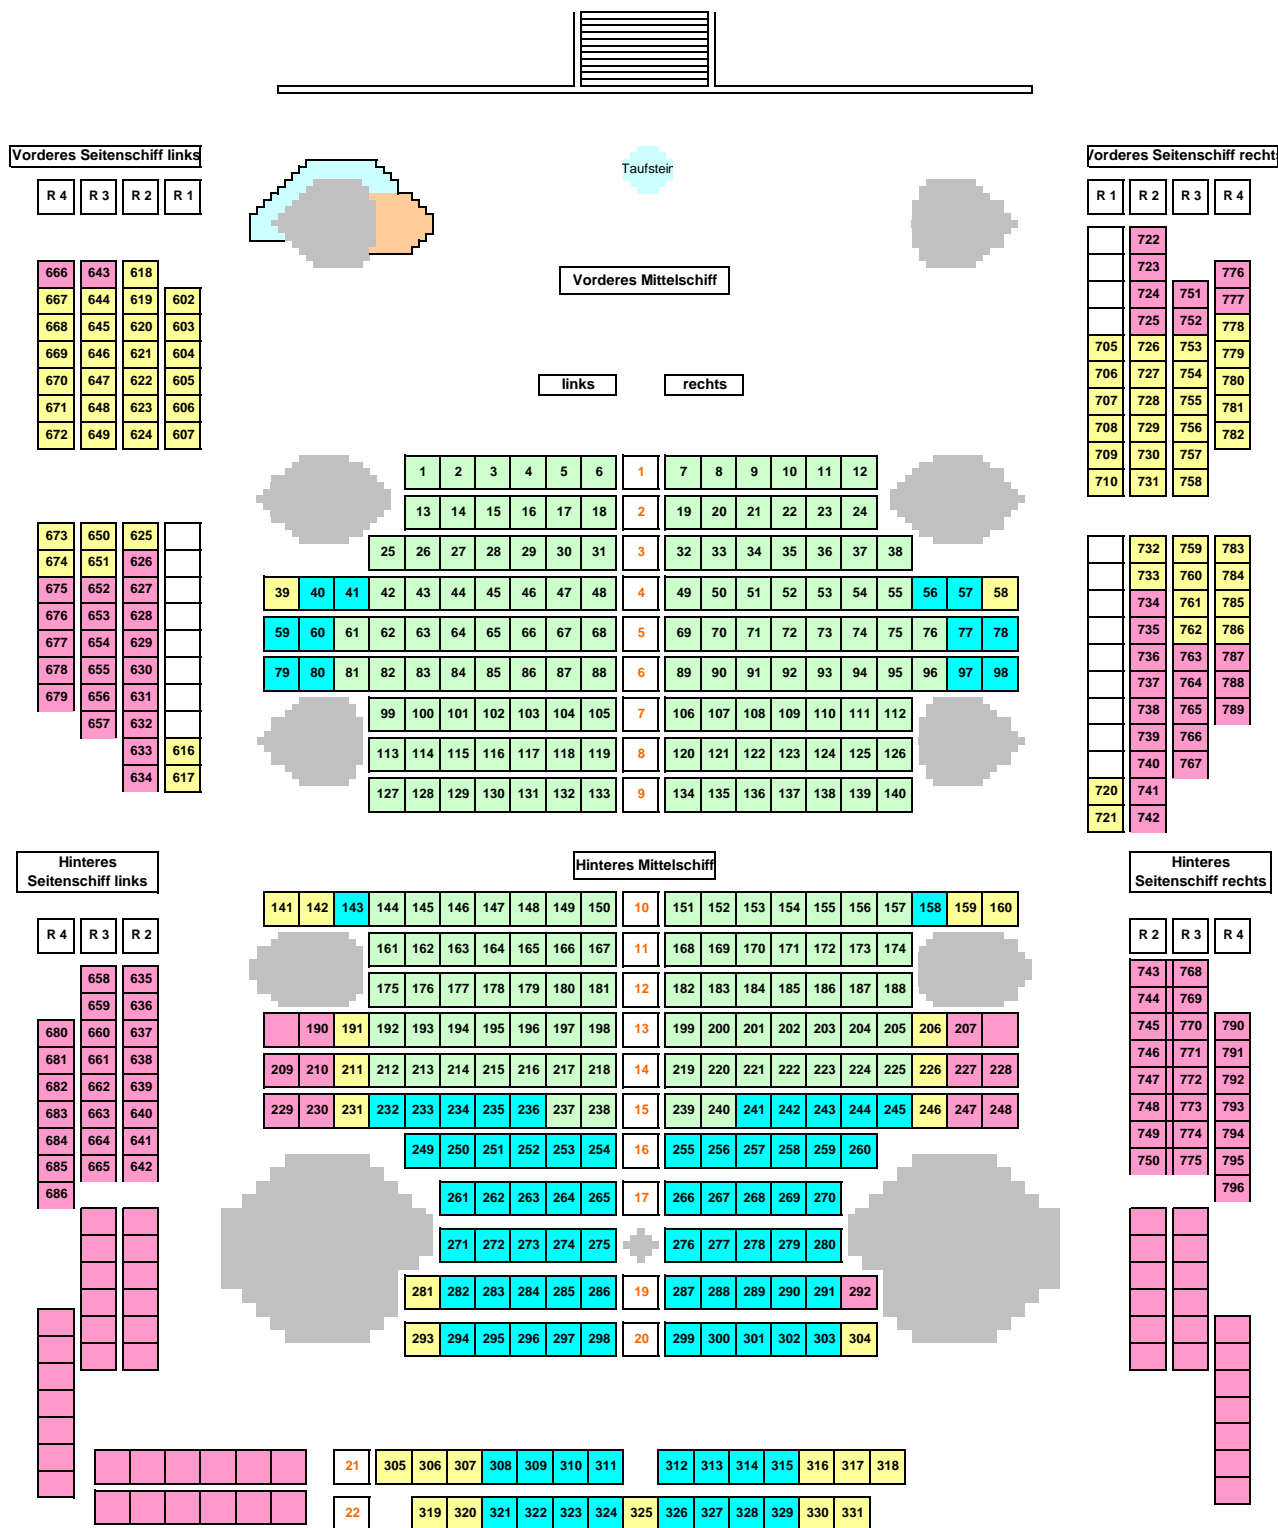 Taufstein
Vorderes Seitenschiff links
Vorderes Seitenschiff rechts
R 4 R 3 R 2 R 1
R 1 R 2 R 3 R 4
Vorderes Mittelschiff
links rechts
666 643 618
667 644 619 602
668 645 620 603
669 646 621 604
670 647 622 605
671 648 623 606
672 649 624 607
722
723 776
724 751 777
725 752 778
705 726 753 779
706 727 754 780
707 728 755 781
708 729 756 782
709 730 757
710 731 758
1 2 3 4 5 6 1 7 8 9 10 11 12
13 14 15 16 17 18 2 19 20 21 22 23 24
25 26 27 28 29 30 31 3 32 33 34 35 36 37 38
39 40 41 42 43 44 45 46 47 48 4 49 50 51 52 53 54 55 56 57 58
59 60 61 62 63 64 65 66 67 68 5 69 70 71 72 73 74 75 76 77 78
79 80 81 82 83 84 85 86 87 88 6 89 90 91 92 93 94 95 96 97 98
99 100 101 102 103 104 105 7 106 107 108 109 110 111 112
113 114 115 116 117 118 119 8 120 121 122 123 124 125 126
127 128 129 130 131 132 133 9 134 135 136 137 138 139 140
673 650 625
674 651 626
675 652 627
676 653 628
677 654 629
678 655 630
679 656 631
657 632
633 616
634 617
732 759 783
733 760 784
734 761 785
735 762 786
736 763 787
737 764 788
738 765 789
739 766
740 767
720 741
721 742
Hinteres
Seitenschiff links
Hinteres Mittelschiff
Hinteres
Seitenschiff rechts
R 4 R 3 R 2
R 2 R 3 R 4
141 142 143 144 145 146 147 148 149 150 10 151 152 153 154 155 156 157 158 159 160
161 162 163 164 165 166 167 11 168 169 170 171 172 173 174
175 176 177 178 179 180 181 12 182 183 184 185 186 187 188
190 191 192 193 194 195 196 197 198 13 199 200 201 202 203 204 205 206 207
209 210 211 212 213 214 215 216 217 218 14 219 220 221 222 223 224 225 226 227 228
229 230 231 232 233 234 235 236 237 238 15 239 240 241 242 243 244 245 246 247 248
249 250 251 252 253 254 16 255 256 257 258 259 260
261 262 263 264 265 17 266 267 268 269 270
271 272 273 274 275 276 277 278 279 280
281 282 283 284 285 286 19 287 288 289 290 291 292
293 294 295 296 297 298 20 299 300 301 302 303 304
658 635
659 636
680 660 637
681 661 638
682 662 639
683 663 640
684 664 641
685 665 642
686
743 768
744 769
745 770 790
746 771 791
747 772 792
748 773 793
749 774 794
750 775 795
796
21 305 306 307 308 309 310 311 312 313 314 315 316 317 318
22 319 320 321 322 323 324 325 326 327 328 329 330 331